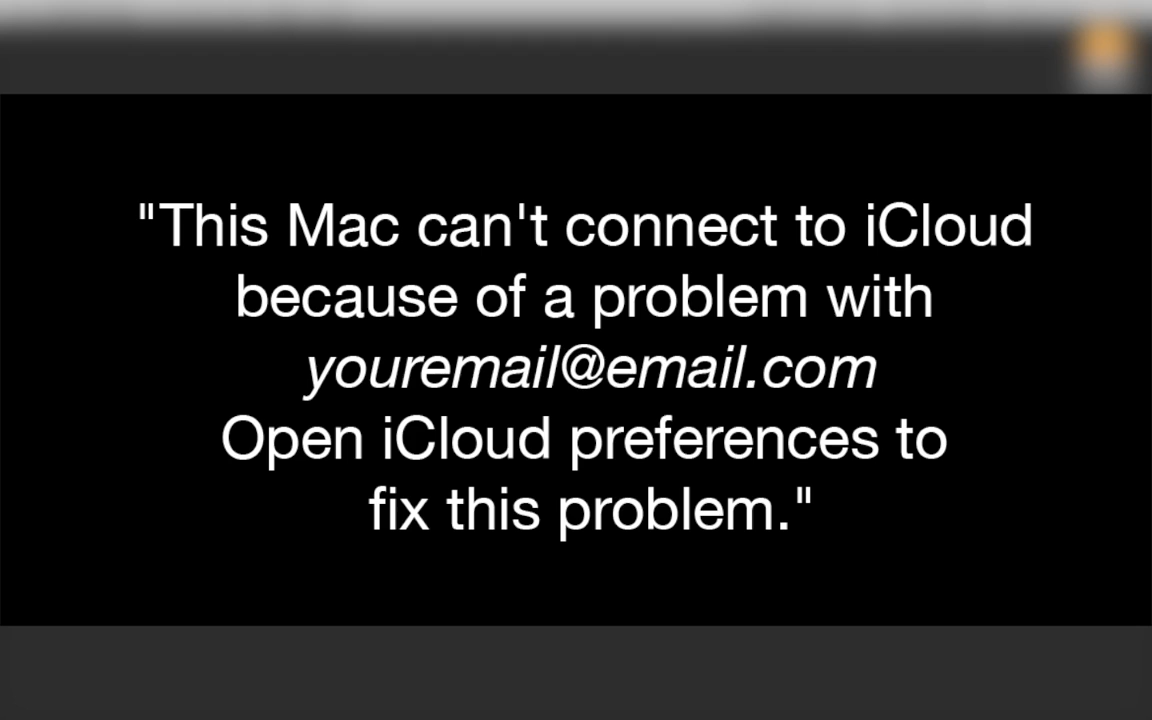 "This Mac can't connect to iCloud
because of a problem with
youremail@email.com
Open iCloud preferences to
fix this problem."